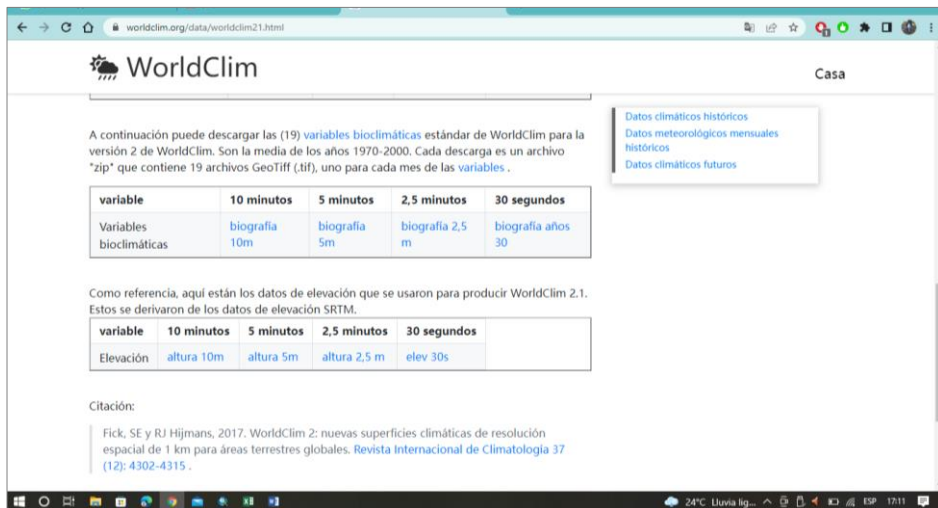 worldclim.org/data/worldclim21.html
WorldClim
Casa
A continuación puede descargar las (19) variables bioclimáticas estándar de WorldClim para la
versión 2 de WorldClim. Son la media de los años 1970-2000. Cada descarga es un archivo
"zip" que contiene 19 archivos GeoTiff (.tif), uno para cada mes de las variables .
Datos climáticos históricos
Datos meteorológicos mensuales
históricos
Datos climáticos futuros
variable 10 minutos 5 minutos 2,5 minutos 30 segundos
Variables biografía biografía biografía 2,5 biografía años
bioclimáticas 10m 5m m 30
Como referencia, aquí están los datos de elevación que se usaron para producir WorldClim 2.1.
Estos se derivaron de los datos de elevación SRTM.
variable 10 minutos 5 minutos 2,5 minutos 30 segundos
Elevación altura 10m altura 5m altura 2,5 m elev 30s
Citación:
Fick, SE y RJ Hijmans, 2017. WorldClim 2: nuevas superficies climáticas de resolución
espacial de 1 km para áreas terrestres globales. Revista Internacional de Climatología 37
(12): 4302-4315 .
24°C Lluvia lig... ESP 17:11